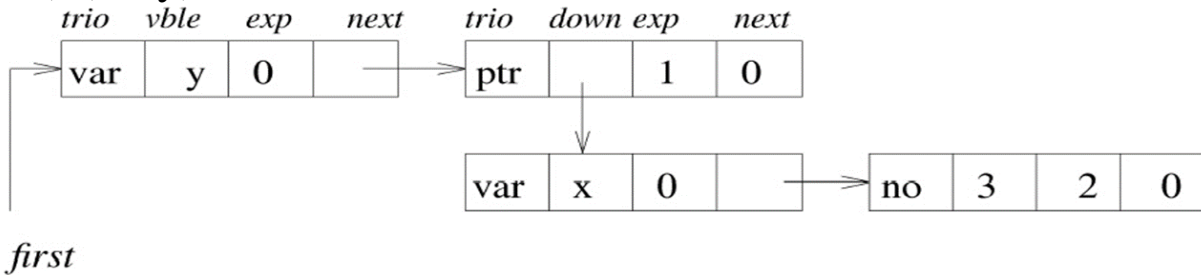 trio vble exp next trio down exp next
var y 0 ptr 1 0
var x 0 no 3 2 0
first